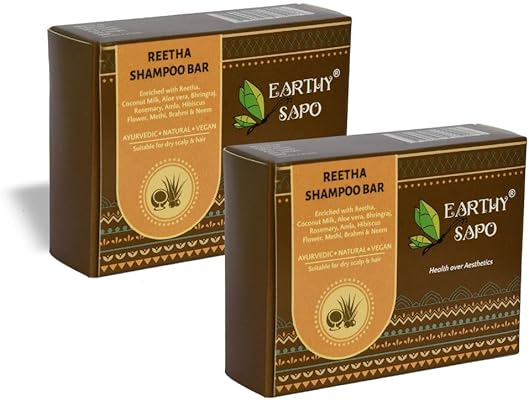 REETHA
SHAMPOO BAR
Enriched with Reetha,
Coconut Milk, Aloe vera, Bhringraj,
Rosemary, Amla, Hibiscus
Flower, Methi, Brahmi & Neem
AYURVEDIC • NATURAL • VEGAN
Suitable for dry scalp & hair
EARTHY®
SAPO
REETHA
SHAMPOO BAR
Enriched with Reetha,
Coconut Milk, Aloe vera, Bhringraj,
Rosemary, Amla, Hibiscus
Flower, Methi, Brahmi & Neem
AYURVEDIC • NATURAL • VEGAN
Suitable for dry scalp & hair
EARTHY®
SAPO
Health over Aesthetics